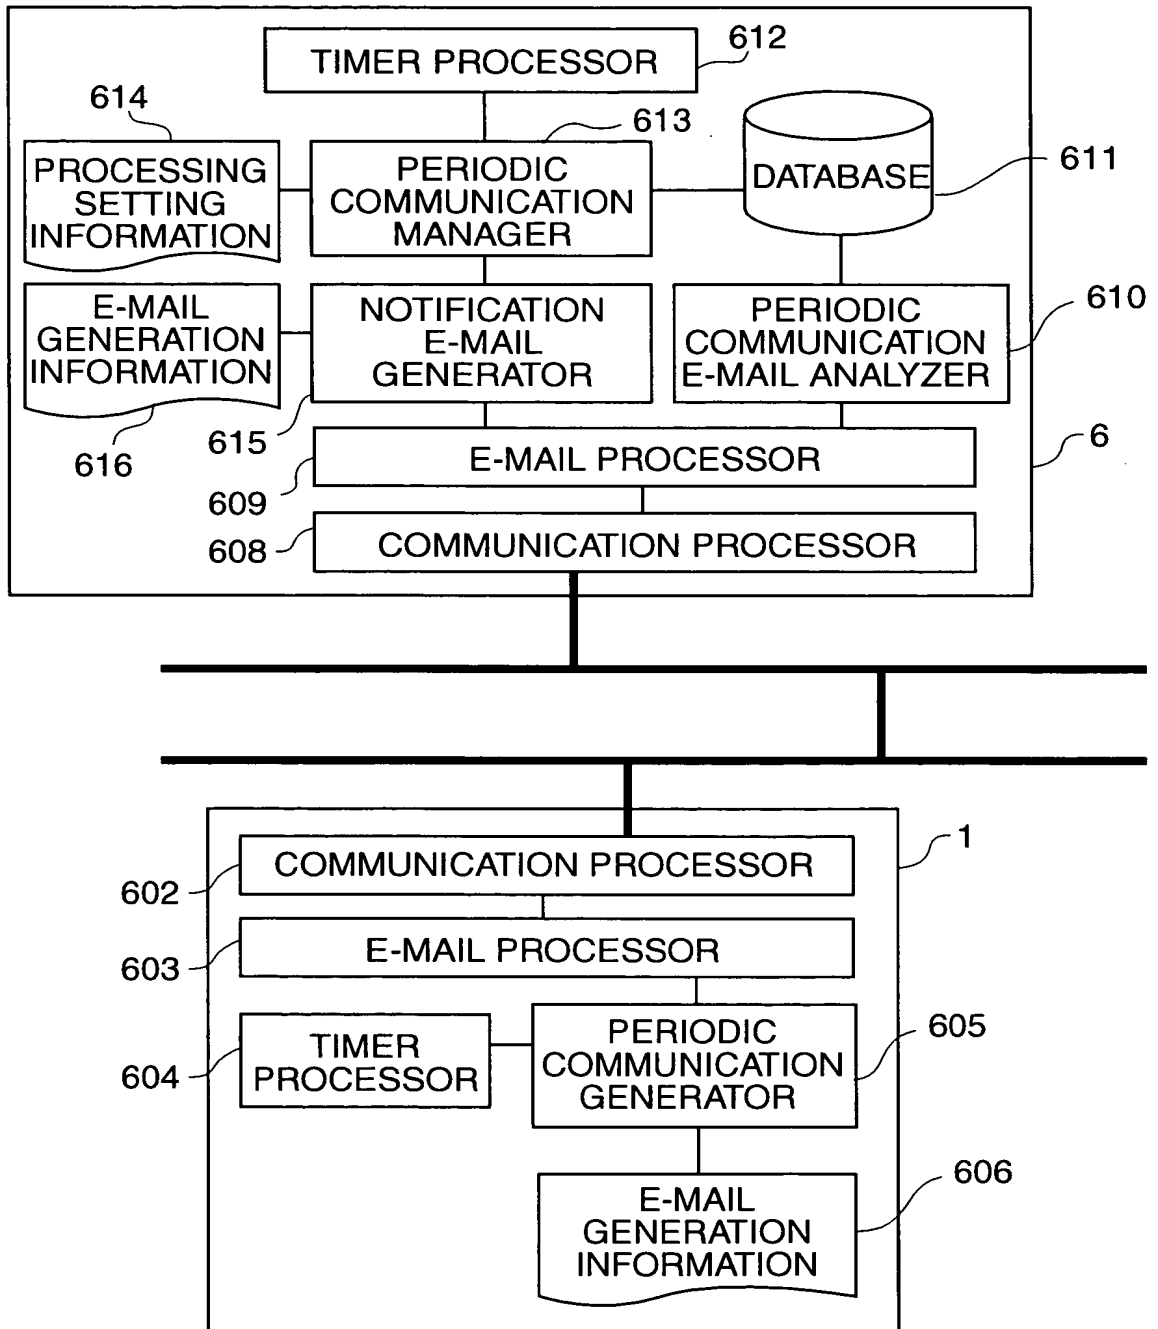 TIMER PROCESSOR
612
614
613
PROCESSING
SETTING
INFORMATION
PERIODIC
COMMUNICATION
MANAGER
DATABASE
611
E-MAIL
GENERATION
INFORMATION
NOTIFICATION
E-MAIL
GENERATOR
PERIODIC
COMMUNICATION
E-MAIL ANALYZER
610
616
615
E-MAIL PROCESSOR
6
609
608
COMMUNICATION PROCESSOR
1
COMMUNICATION PROCESSOR
602
E-MAIL PROCESSOR
603
TIMER
PROCESSOR
604
PERIODIC
COMMUNICATION
GENERATOR
605
E-MAIL
GENERATION
INFORMATION
606